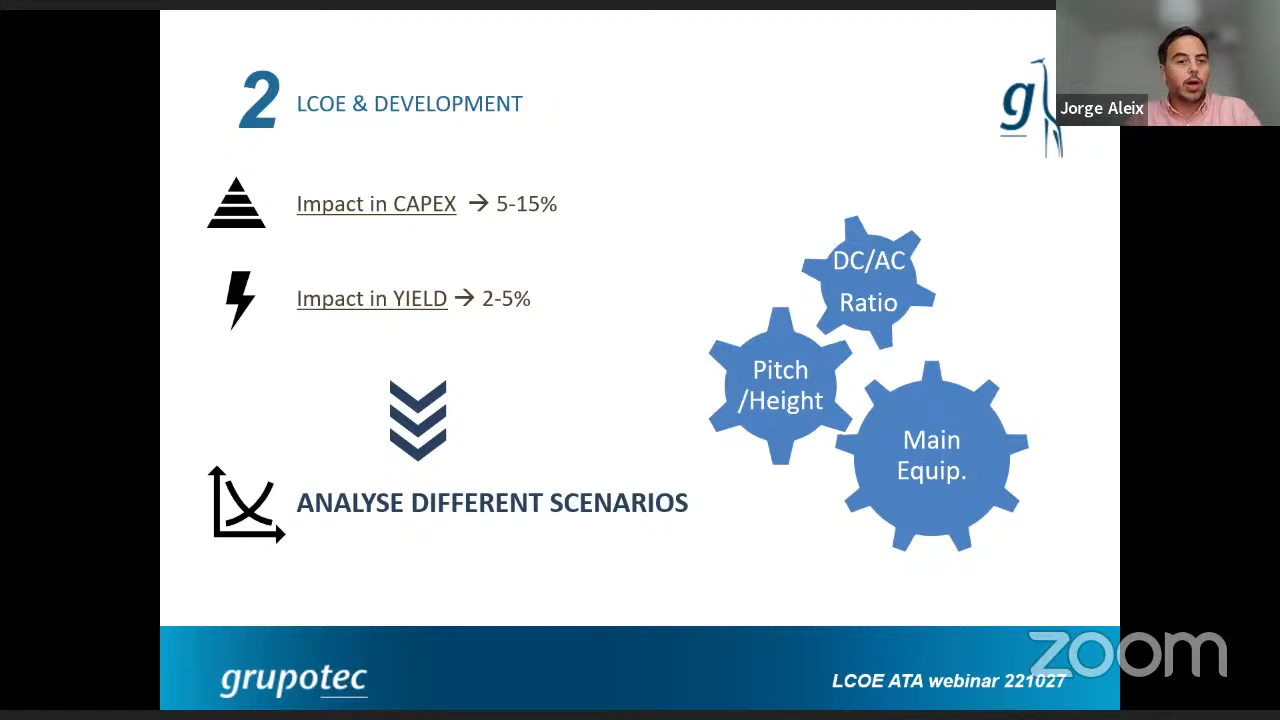 2 LCOE & DEVELOPMENT
g
Jorge Aleix
Impact in CAPEX → 5-15%
Impact in YIELD → 2-5%
ANALYSE DIFFERENT SCENARIOS
DC/AC
Ratio
Pitch
/Height
Main
Equip.
grupotec
LCOE ATA webinar 221027
zoom